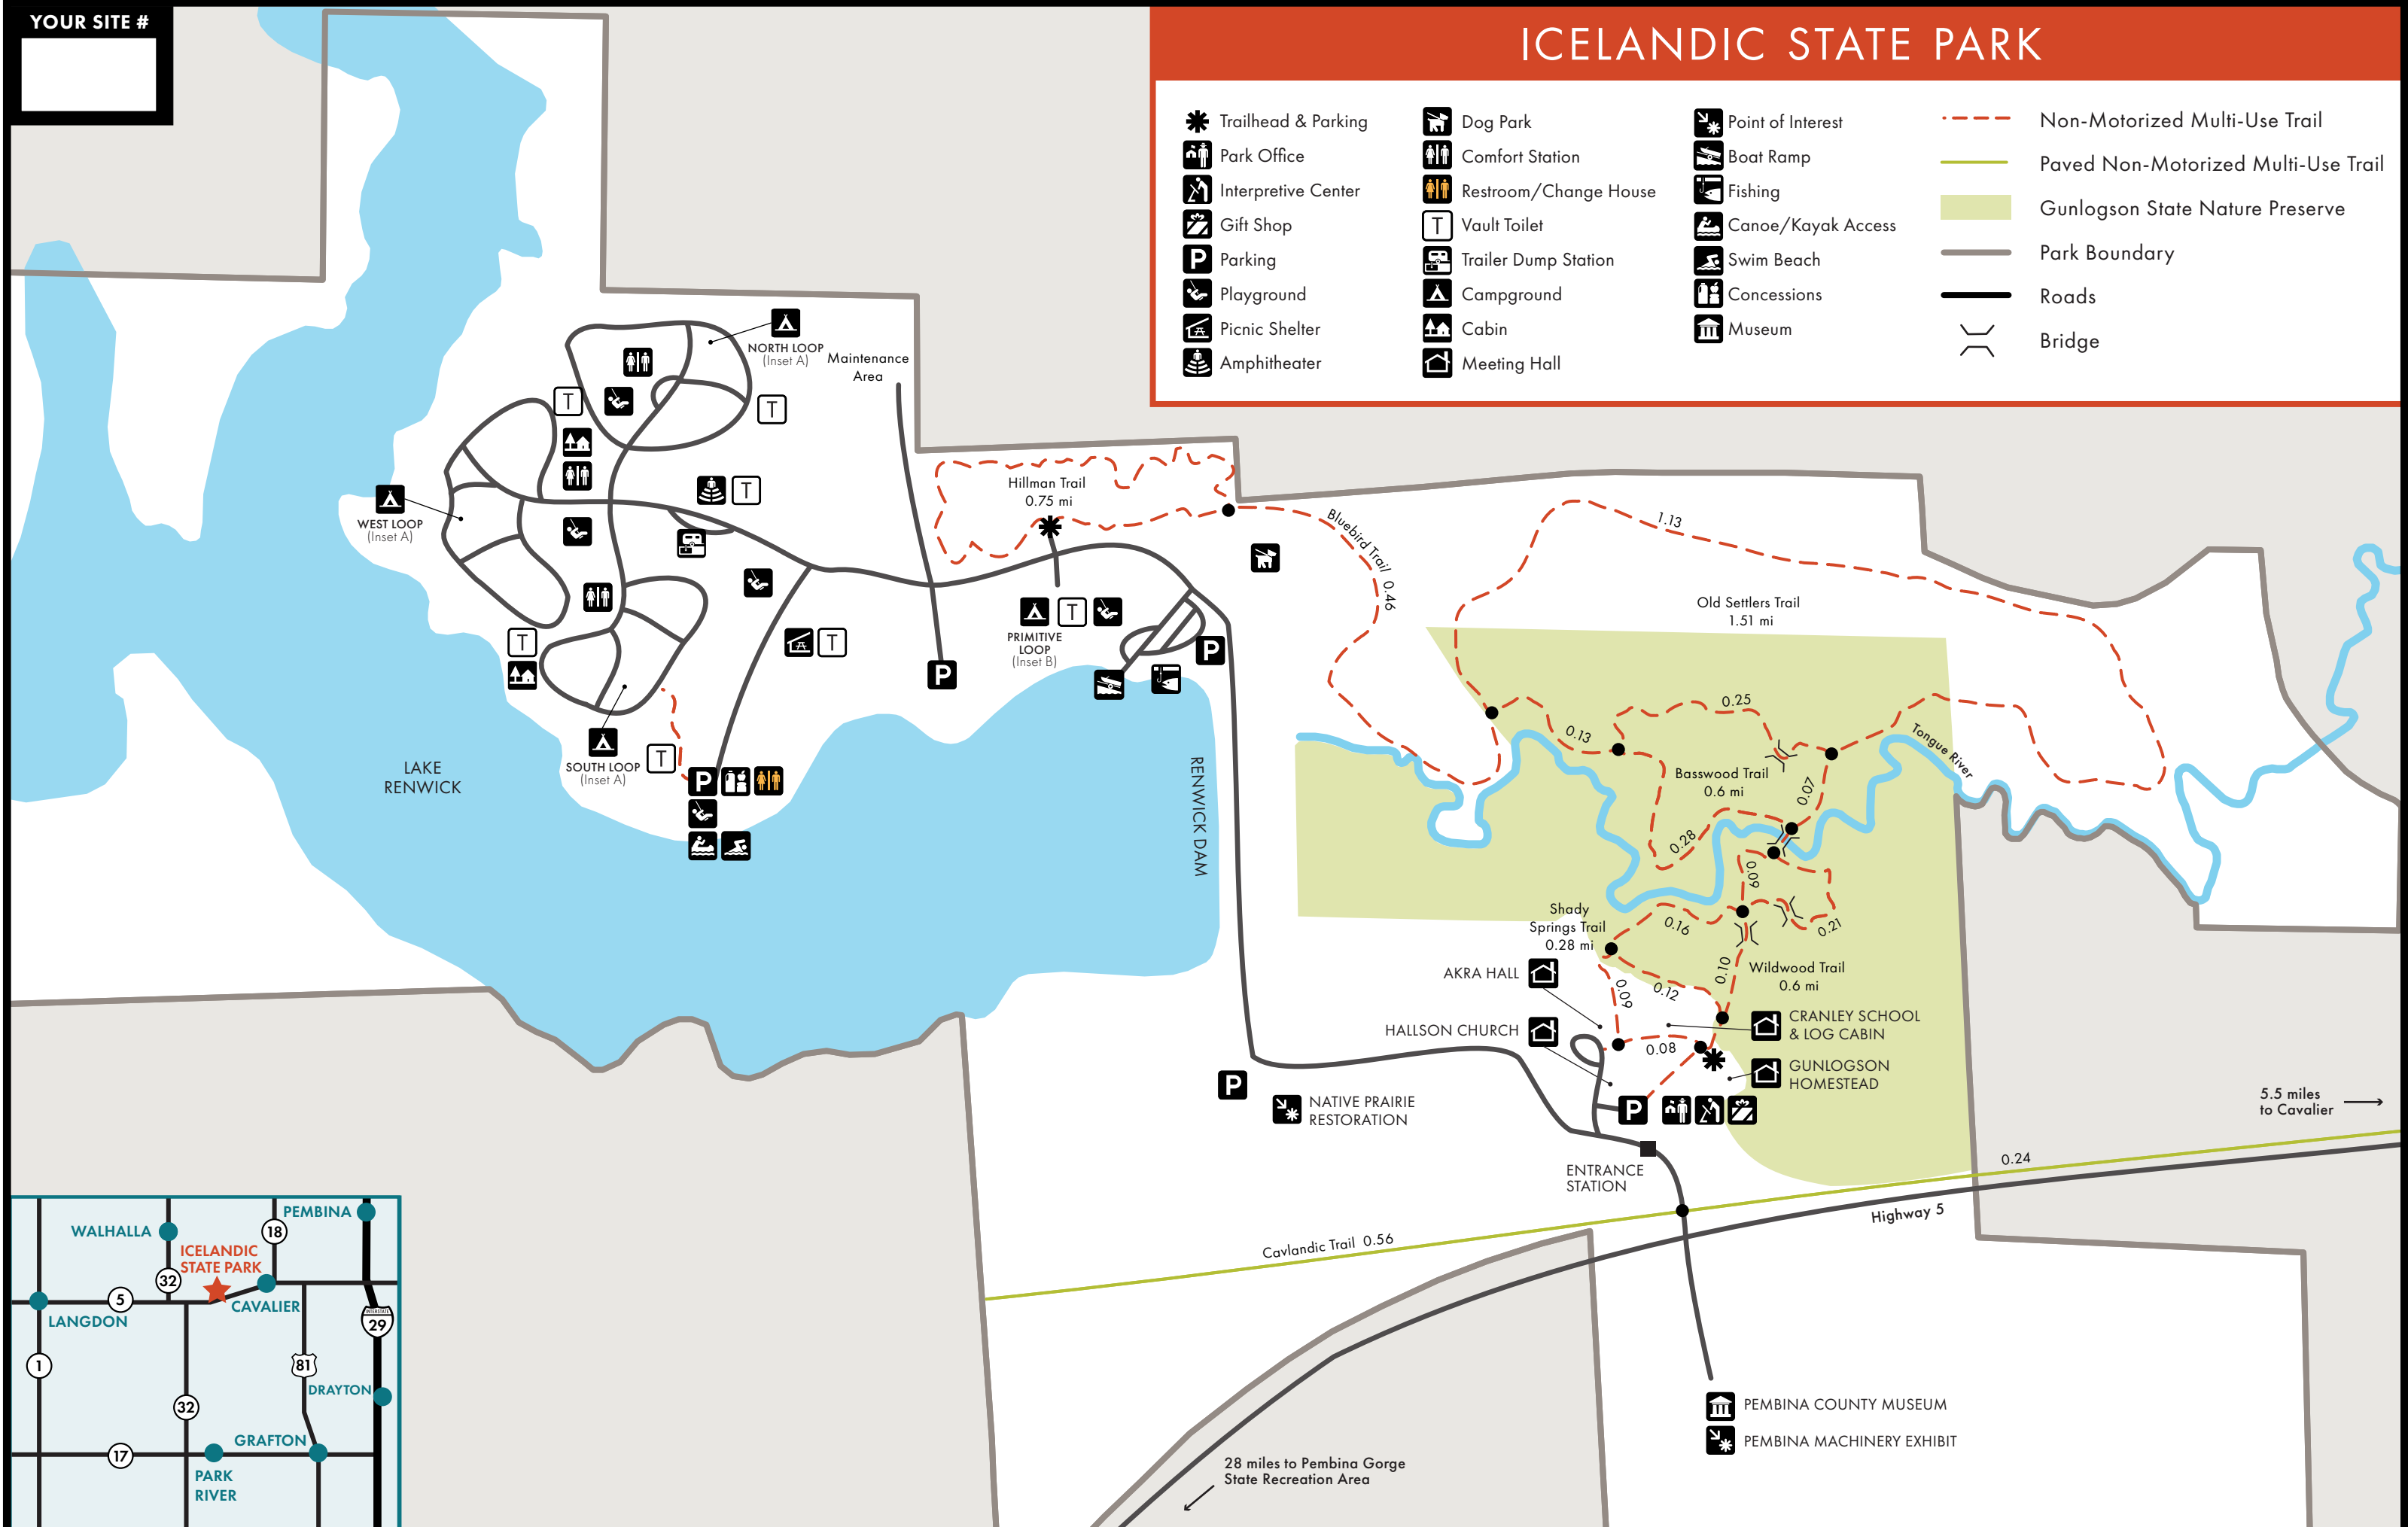 YOUR SITE #
ICELANDIC STATE PARK
Trailhead & Parking
Park Office
Interpretive Center
Gift Shop
P
Parking
Playground
Picnic Shelter
Amphitheater
Dog Park
Comfort Station
Restroom/Change House
T
Vault Toilet
Trailer Dump Station
Campground
Cabin
Meeting Hall
Point of Interest
Boat Ramp
Fishing
Canoe/Kayak Access
Swim Beach
Concessions
Museum
Non-Motorized Multi-Use Trail
Paved Non-Motorized Multi-Use Trail
Gunlogson State Nature Preserve
Park Boundary
Roads
Bridge
NORTH LOOP
(Inset A)
Maintenance
Area
T
T
T
WEST LOOP
(Inset A)
Hillman Trail
0.75 mi
Bluebird Trail 0.46
1.13
Old Settlers Trail
1.51 mi
T
PRIMITIVE
LOOP
(Inset B)
T
T
P
P
SOUTH LOOP
(Inset A)
T
P
LAKE
RENWICK
RENWICK DAM
0.25
0.13
Tongue River
Basswood Trail
0.6 mi
0.07
0.28
0.09
0.21
0.16
Shady
Springs Trail
0.28 mi
0.10
Wildwood Trail
0.6 mi
0.12
0.09
AKRA HALL
CRANLEY SCHOOL
& LOG CABIN
HALLSON CHURCH
0.08
GUNLOGSON
HOMESTEAD
P
P
NATIVE PRAIRIE
RESTORATION
5.5 miles
to Cavalier
ENTRANCE
STATION
0.24
Highway 5
Cavlandic Trail 0.56
PEMBINA COUNTY MUSEUM
PEMBINA MACHINERY EXHIBIT
28 miles to Pembina Gorge
State Recreation Area
PEMBINA
WALHALLA
18
ICELANDIC
STATE PARK
32
5
CAVALIER
LANGDON
INTERSTATE
29
1
81
DRAYTON
32
GRAFTON
17
PARK
RIVER